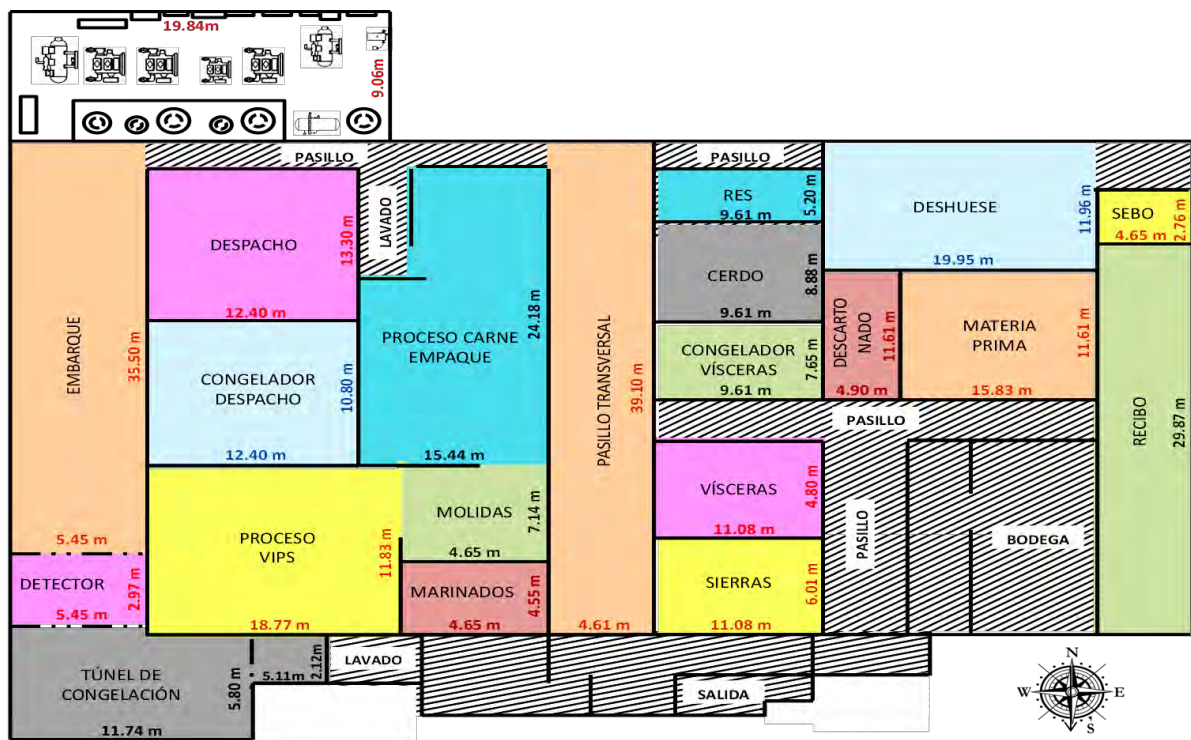 19.84m
9.06m
PASILLO
PASILLO
EMBARQUE
35.50 m
5.45 m
DESPACHO
13.30 m
12.40 m
LAVADO
PROCESO CARNE
EMPAQUE
24.18 m
15.44 m
PASILLO TRANSVERSAL
39.10 m
4.61 m
RES
9.61 m
5.20 m
CERDO
8.88 m
9.61 m
CONGELADOR
VÍSCERAS
7.65 m
9.61 m
DESHUESE
11.96 m
19.95 m
SEBO
4.65 m
2.76 m
DESCARTO
NADO
11.61 m
4.90 m
MATERIA
PRIMA
11.61 m
15.83 m
RECIBO
29.87 m
CONGELADOR
DESPACHO
10.80 m
12.40 m
PASILLO
PROCESO
VIPS
11.83 m
18.77 m
MOLIDAS
7.14 m
4.65 m
MARINADOS
4.55 m
4.65 m
VÍSCERAS
4.80 m
11.08 m
SIERRAS
6.01 m
11.08 m
PASILLO
BODEGA
DETECTOR
2.97 m
5.45 m
TÚNEL DE
CONGELACIÓN
5.80 m
11.74 m
5.11m
2.12m
LAVADO
SALIDA
N
W
E
S